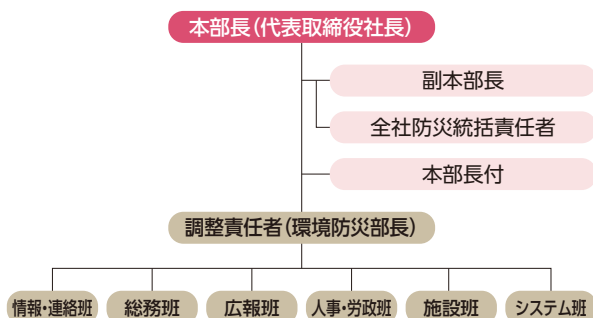 本部長(代表取締役社長)
副本部長
全社防災統括責任者
本部長付
調整責任者(環境防災部長)
情報・連絡班
総務班
広報班
人事・労政班
施設班
システム班